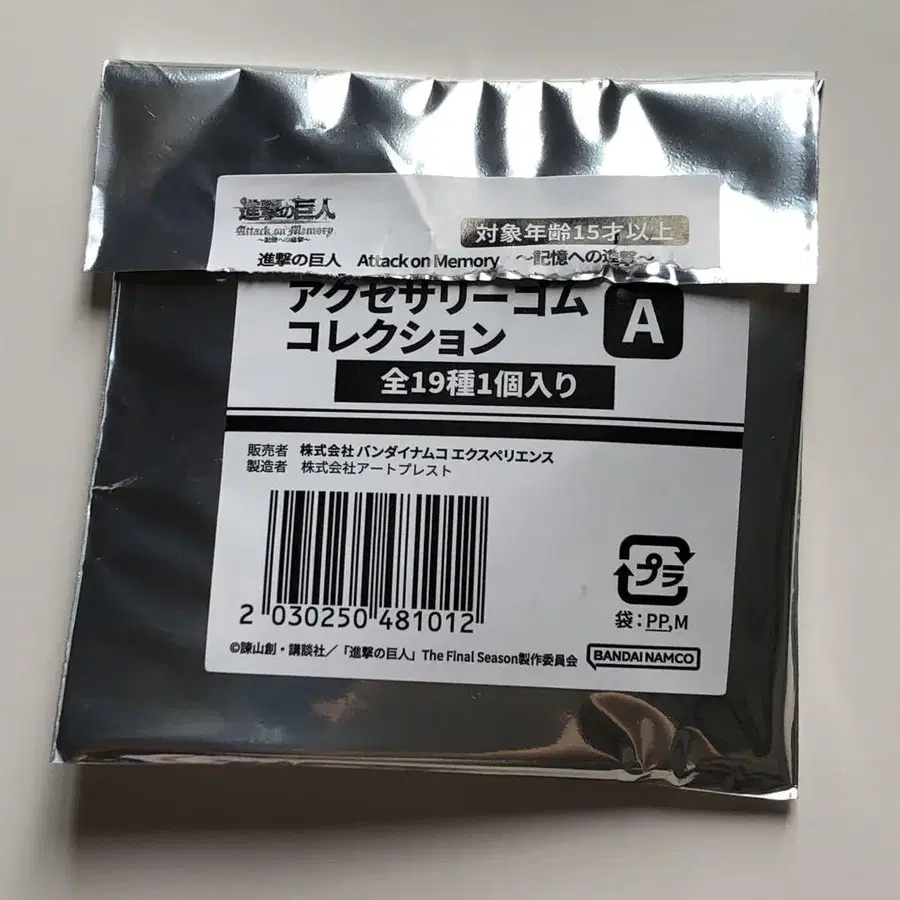 進撃の巨人
Attack on Memory
～記憶への進撃～
対象年齢15才以上
進撃の巨人 Attack on Memory ～記憶への進撃～
アクセサリーゴム
コレクション
A
全19種1個入り
販売者 株式会社 バンダイナムコ エクスペリエンス
製造者 株式会社アートプレスト
2 030250 481012
プラ
袋：PP,M
©諫山創・講談社／「進撃の巨人」The Final Season製作委員会
BANDAI NAMCO